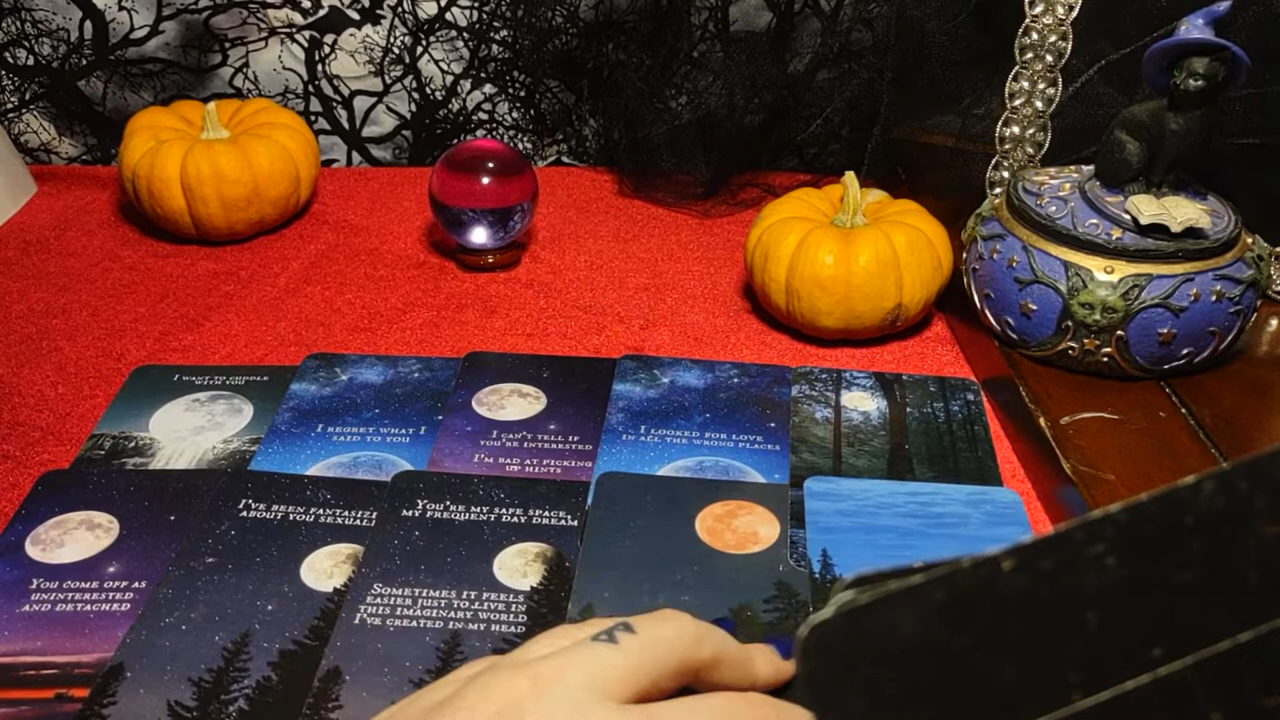 I WANT TO CUDDLE
WITH YOU
I REGRET WHAT I
SAID TO YOU
I CAN'T TELL IF
YOU'RE INTERESTED
I'M BAD AT PICKING
UP HINTS
I LOOKED FOR LOVE
IN ALL THE WRONG PLACES
YOU COME OFF AS
UNINTERESTED
AND DETACHED
I'VE BEEN FANTASIZI
ABOUT YOU SEXUALL
YOU'RE MY SAFE SPACE,
MY FREQUENT DAY DREAM
SOMETIMES IT FEELS
EASIER JUST TO LIVE IN
THIS IMAGINARY WORLD
I'VE CREATED IN MY HEAD